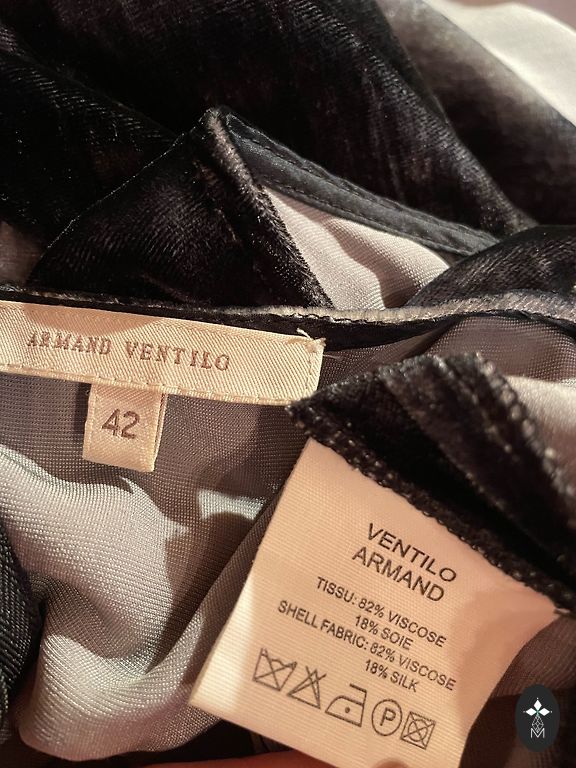 ARMAND VENTILO
42
VENTILO
ARMAND
TISSU: 82% VISCOSE
18% SOIE
SHELL FABRIC: 82% VISCOSE
18% SILK
P
M